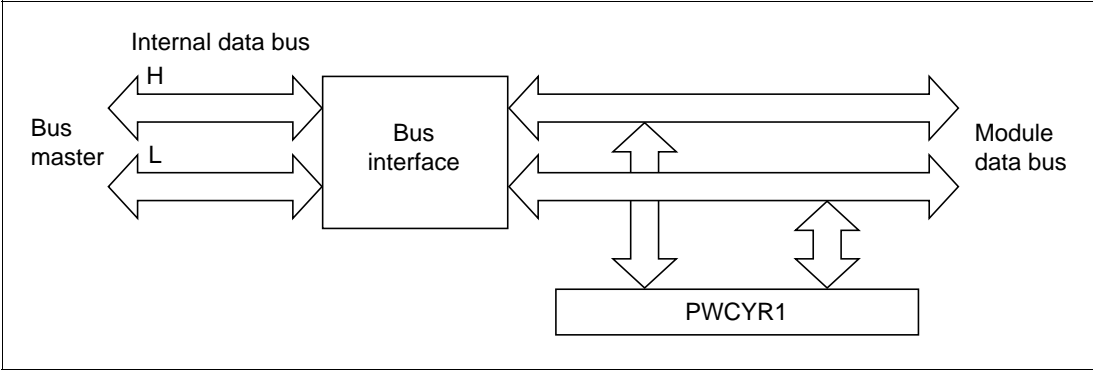 Internal data bus
H
Bus
master
L
Bus
interface
Module
data bus
PWCYR1